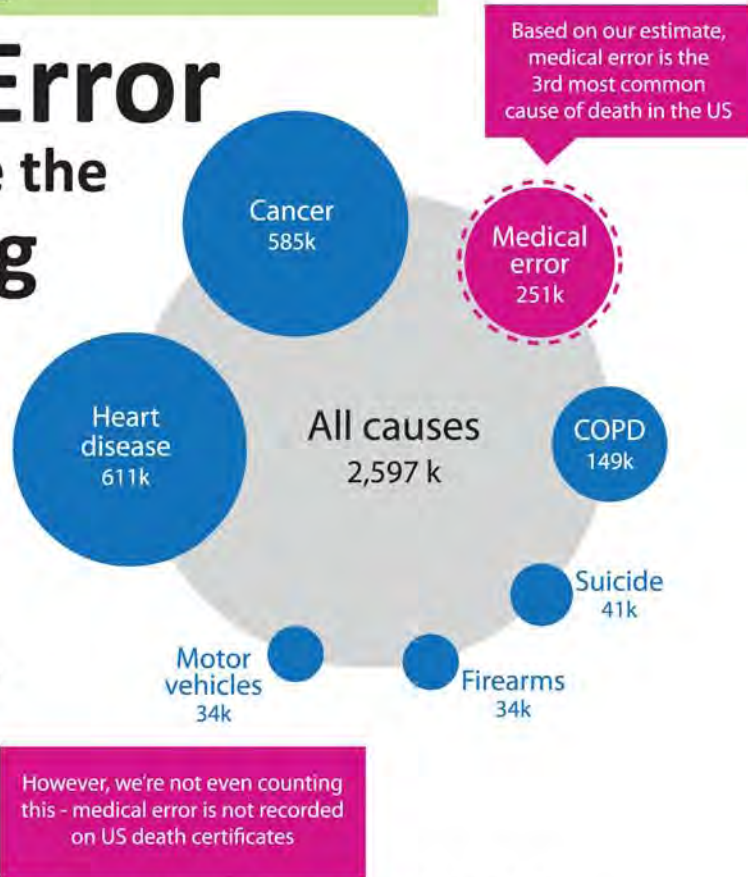 Error
e the
g
Based on our estimate,
medical error is the
3rd most common
cause of death in the US
Cancer
585k
Medical
error
251k
Heart
disease
611k
All causes
2,597 k
COPD
149k
Suicide
41k
Motor
vehicles
34k
Firearms
34k
However, we're not even counting
this - medical error is not recorded
on US death certificates